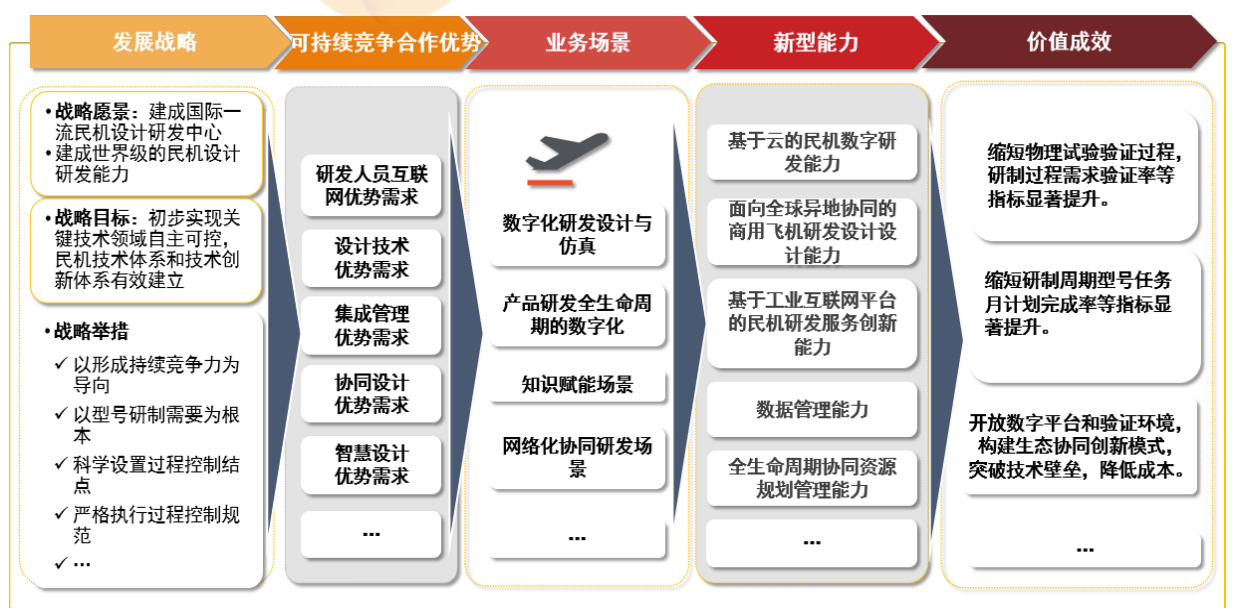 发展战略
可持续竞争合作优势
业务场景
新型能力
价值成效
•战略愿景：建成国际一
流民机设计研发中心
•建成世界级的民机设计
研发能力
•战略目标：初步实现关
键技术领域自主可控，
民机技术体系和技术创
新体系有效建立
•战略举措
✓以形成持续竞争力为
导向
✓以型号研制需要为根
本
✓科学设置过程控制结
点
✓严格执行过程控制规
范
✓…
研发人员互联
网优势需求
设计技术
优势需求
集成管理
优势需求
协同设计
优势需求
智慧设计
优势需求
…
数字化研发设计与
仿真
产品研发全生命周
期的数字化
知识赋能场景
网络化协同研发场
景
…
基于云的民机数字研
发能力
面向全球异地协同的
商用飞机研发设计设
计能力
基于工业互联网平台
的民机研发服务创新
能力
数据管理能力
全生命周期协同资源
规划管理能力
…
缩短物理试验验证过程，
研制过程需求验证率等
指标显著提升。
缩短研制周期型号任务
月计划完成率等指标显
著提升。
开放数字平台和验证环境，
构建生态协同创新模式，
突破技术壁垒，降低成本。
…